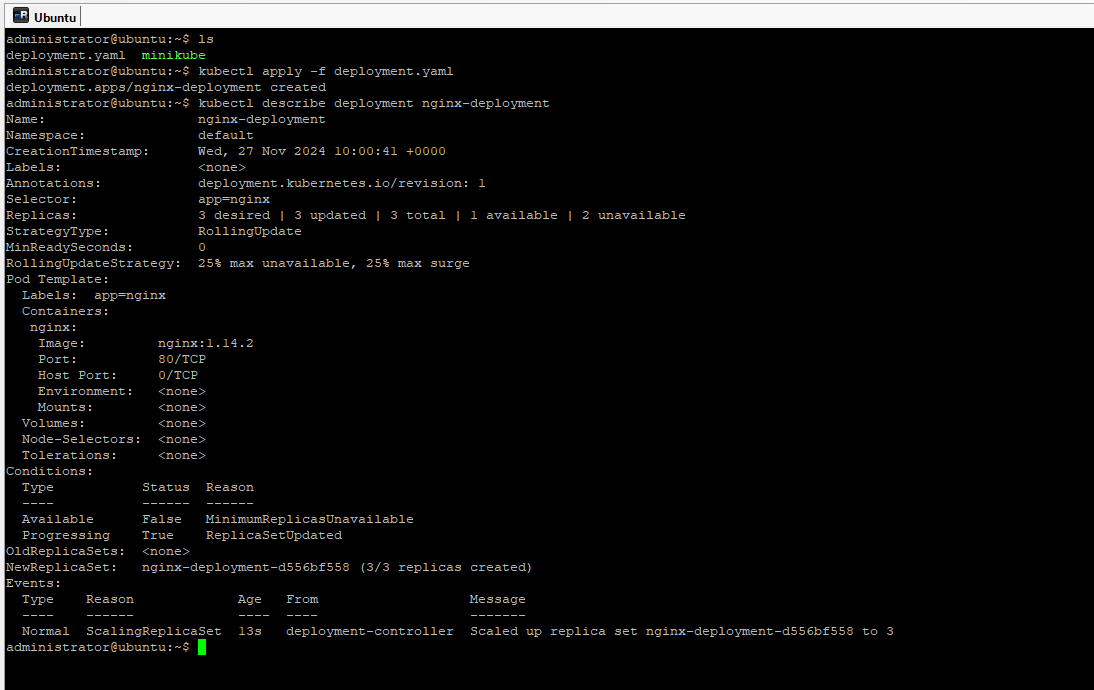 Ubuntu
administrator@ubuntu:~$ ls
deployment.yaml  minikube
administrator@ubuntu:~$ kubectl apply -f deployment.yaml
deployment.apps/nginx-deployment created
administrator@ubuntu:~$ kubectl describe deployment nginx-deployment
Name:                   nginx-deployment
Namespace:              default
CreationTimestamp:      Wed, 27 Nov 2024 10:00:41 +0000
Labels:                 <none>
Annotations:            deployment.kubernetes.io/revision: 1
Selector:               app=nginx
Replicas:               3 desired | 3 updated | 3 total | 1 available | 2 unavailable
StrategyType:           RollingUpdate
MinReadySeconds:        0
RollingUpdateStrategy:  25% max unavailable, 25% max surge
Pod Template:
  Labels:  app=nginx
  Containers:
   nginx:
    Image:         nginx:1.14.2
    Port:          80/TCP
    Host Port:     0/TCP
    Environment:   <none>
    Mounts:        <none>
  Volumes:         <none>
  Node-Selectors:  <none>
  Tolerations:     <none>
Conditions:
  Type           Status  Reason
  ----           ------  ------
  Available      False   MinimumReplicasUnavailable
  Progressing    True    ReplicaSetUpdated
OldReplicaSets:  <none>
NewReplicaSet:   nginx-deployment-d556bf558 (3/3 replicas created)
Events:
  Type    Reason             Age   From                   Message
  ----    ------             ----  ----                   -------
  Normal  ScalingReplicaSet  13s   deployment-controller  Scaled up replica set nginx-deployment-d556bf558 to 3
administrator@ubuntu:~$